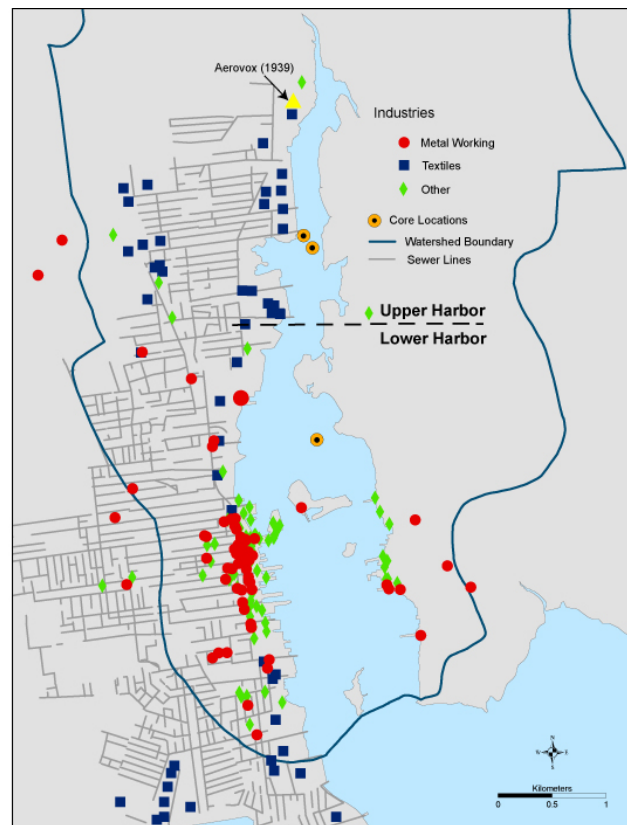 Aerovox (1939)
Industries
Metal Working
Textiles
Other
Core Locations
Watershed Boundary
Sewer Lines
Upper Harbor
Lower Harbor
N
W E
S
Kilometers
0 0.5 1